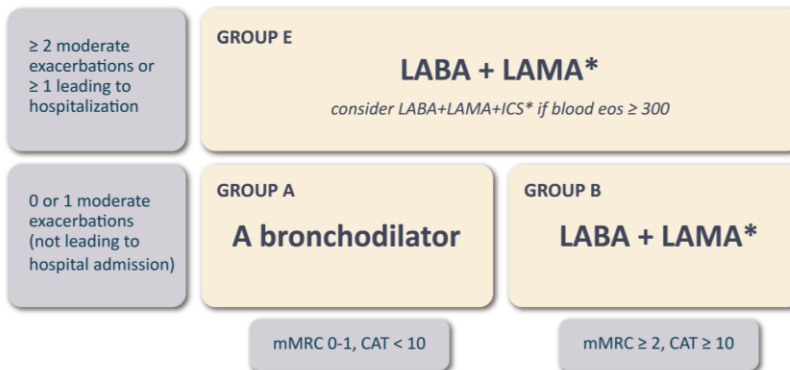 ≥ 2 moderate
exacerbations or
≥ 1 leading to
hospitalization
GROUP E
LABA + LAMA*
consider LABA+LAMA+ICS* if blood eos ≥ 300
0 or 1 moderate
exacerbations
(not leading to
hospital admission)
GROUP A
A bronchodilator
GROUP B
LABA + LAMA*
mMRC 0-1, CAT < 10
mMRC ≥ 2, CAT ≥ 10